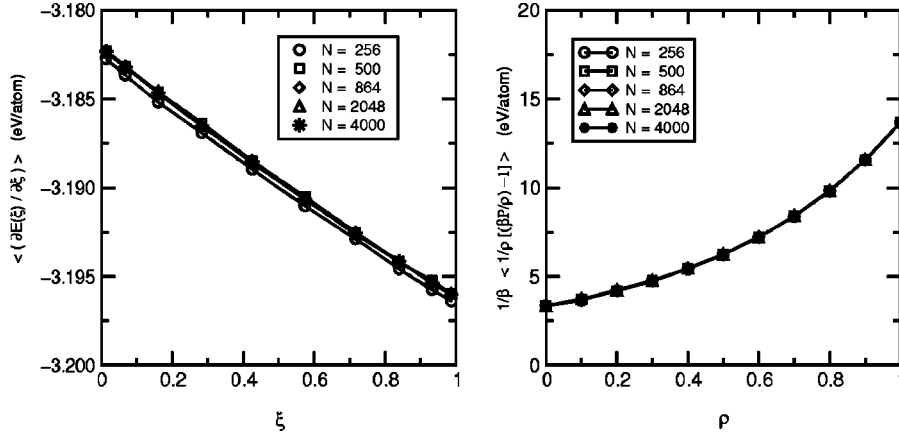 -3.180
-3.185
-3.190
-3.195
-3.200
< ( ∂E(ξ) / ∂ξ ) > (eV/atom)
N = 256
N = 500
N = 864
N = 2048
N = 4000
0 0.2 0.4 0.6 0.8 1
ξ
20
15
10
5
0
1/β < 1/ρ [(βP/ρ) -1] > (eV/atom)
N = 256
N = 500
N = 864
N = 2048
N = 4000
0 0.2 0.4 0.6 0.8 1
ρ